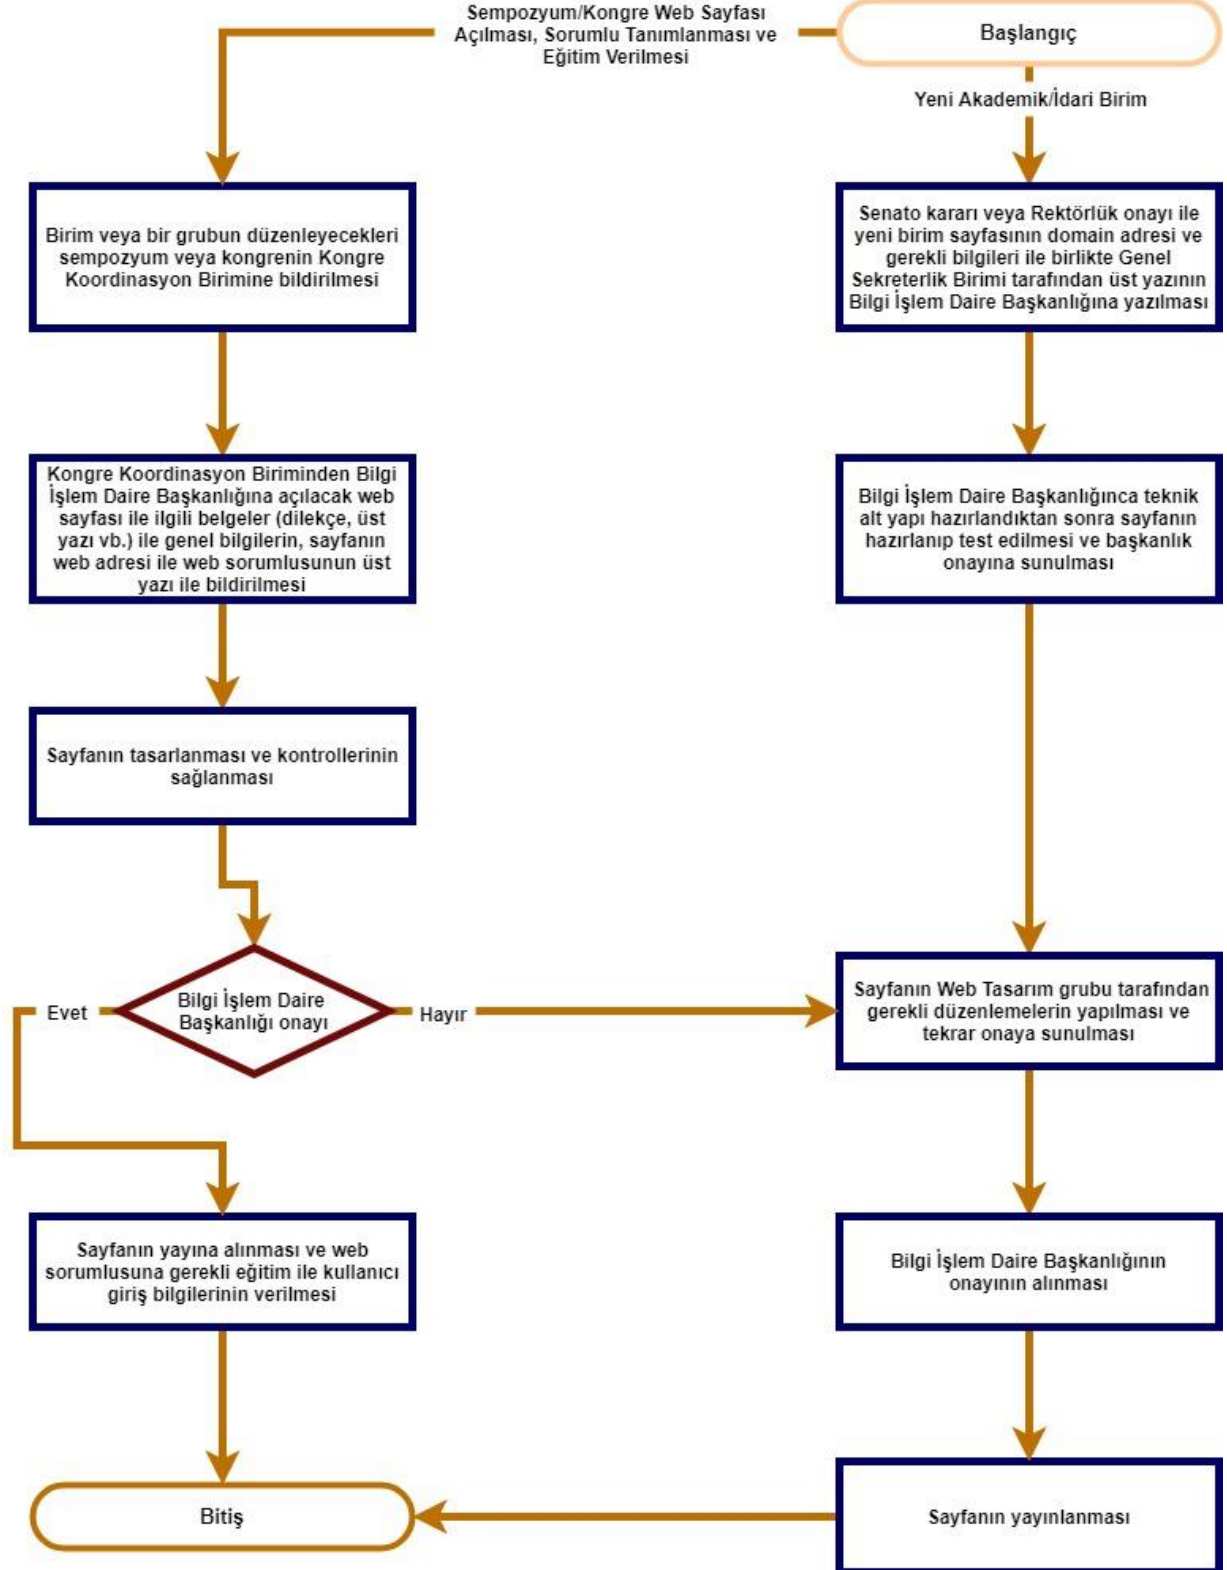 Sempozyum/Kongre Web Sayfası
Açılması, Sorumlu Tanımlanması ve
Eğitim Verilmesi
Başlangıç
Yeni Akademik/İdari Birim
Birim veya bir grubun düzenleyecekleri
sempozyum veya kongrenin Kongre
Koordinasyon Birimine bildirilmesi
Senato kararı veya Rektörlük onayı ile
yeni birim sayfasının domain adresi ve
gerekli bilgileri ile birlikte Genel
Sekreterlik Birimi tarafından üst yazının
Bilgi İşlem Daire Başkanlığına yazılması
Kongre Koordinasyon Biriminden Bilgi
İşlem Daire Başkanlığına açılacak web
sayfası ile ilgili belgeler (dilekçe, üst
yazı vb.) ile genel bilgilerin, sayfanın
web adresi ile web sorumlusunun üst
yazı ile bildirilmesi
Bilgi İşlem Daire Başkanlığınca teknik
alt yapı hazırlandıktan sonra sayfanın
hazırlanıp test edilmesi ve başkanlık
onayına sunulması
Sayfanın tasarlanması ve kontrollerinin
sağlanması
Evet
Bilgi İşlem Daire
Başkanlığı onayı
Hayır
Sayfanın Web Tasarım grubu tarafından
gerekli düzenlemelerin yapılması ve
tekrar onaya sunulması
Sayfanın yayına alınması ve web
sorumlusuna gerekli eğitim ile kullanıcı
giriş bilgilerinin verilmesi
Bilgi İşlem Daire Başkanlığının
onayının alınması
Bitiş
Sayfanın yayınlanması